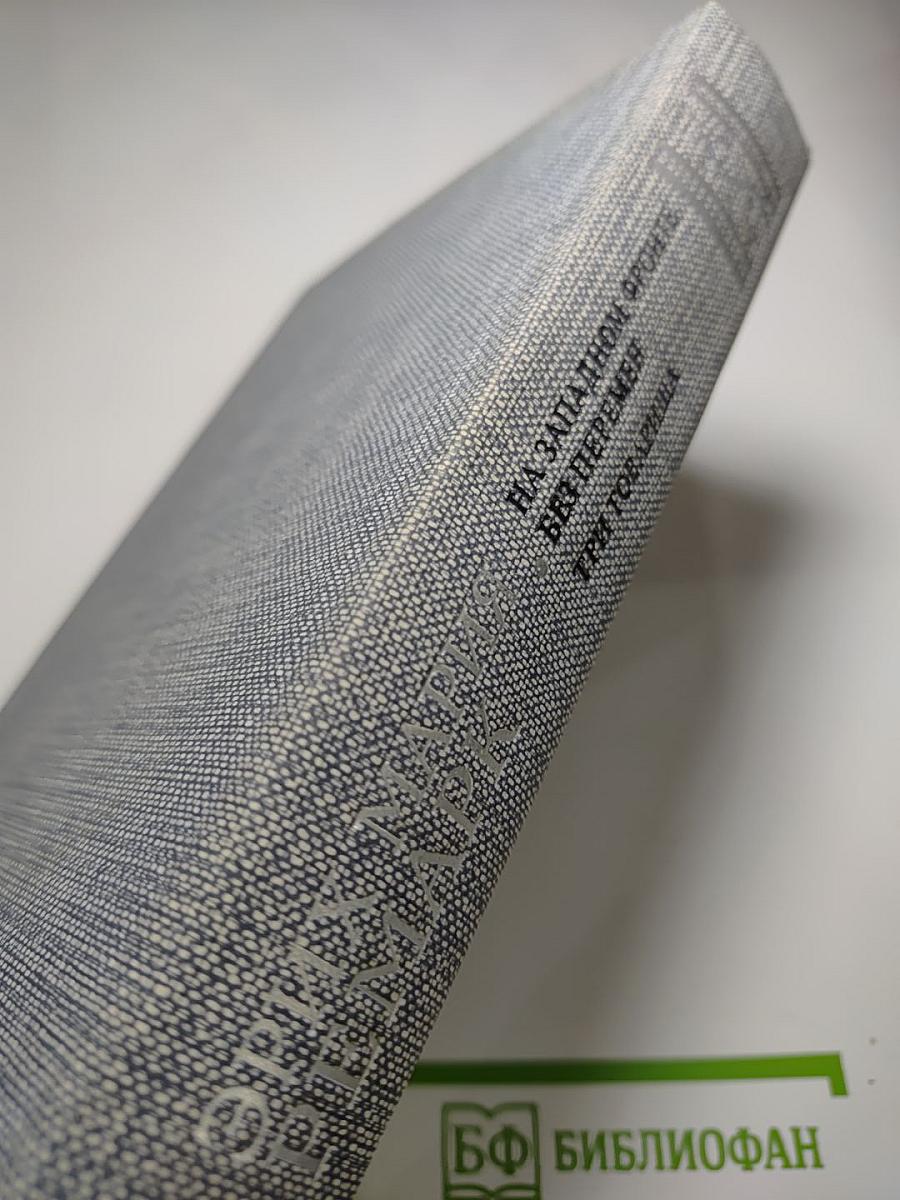 ЭРИХ МАРИЯ
РЕМАРК
НА ЗАПАДНОМ ФРОНТЕ
БЕЗ ПЕРЕМЕН
ТРИ ТОВАРИЩА
БФ БИБЛИОФАН